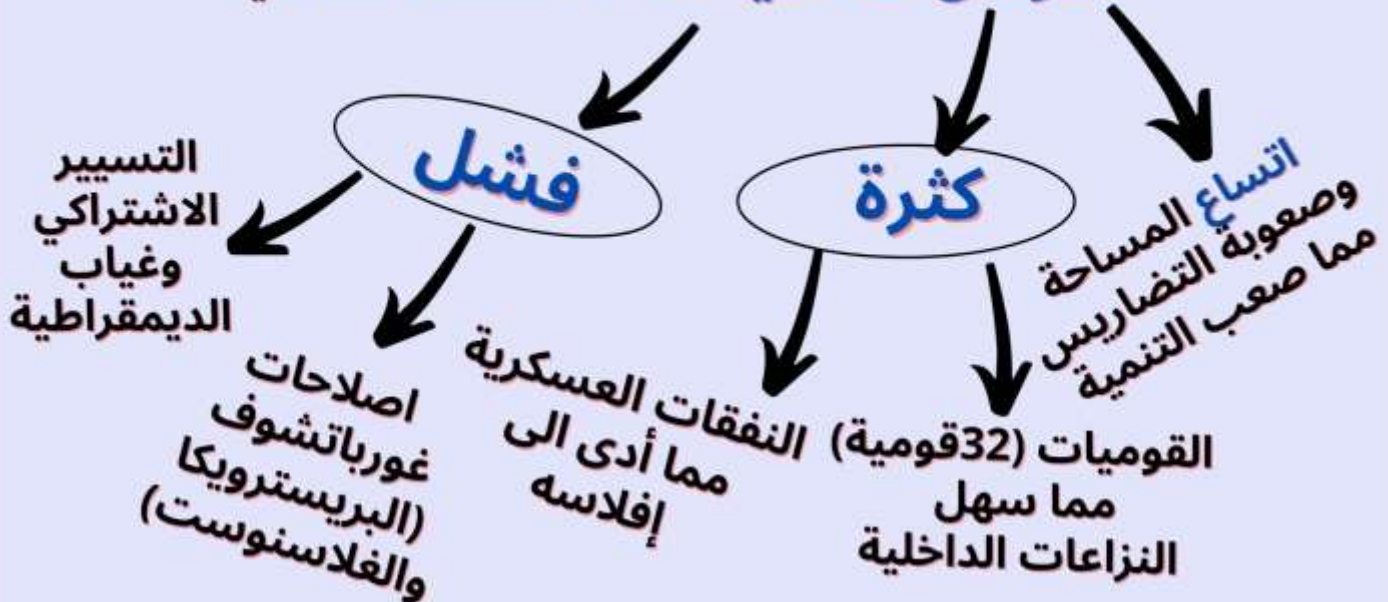 اتساع المساحة
وصعوبة التضاريس
مما صعب التنمية
كثرة
القوميات (32قومية)
مما سهل
النزاعات الداخلية
النفقات العسكرية
مما أدى الى
إفلاسه
فشل
اصلاحات
غورباتشوف
(البريسترويكا
والغلاسنوست)
التسيير
الاشتراكي
وغياب
الديمقراطية